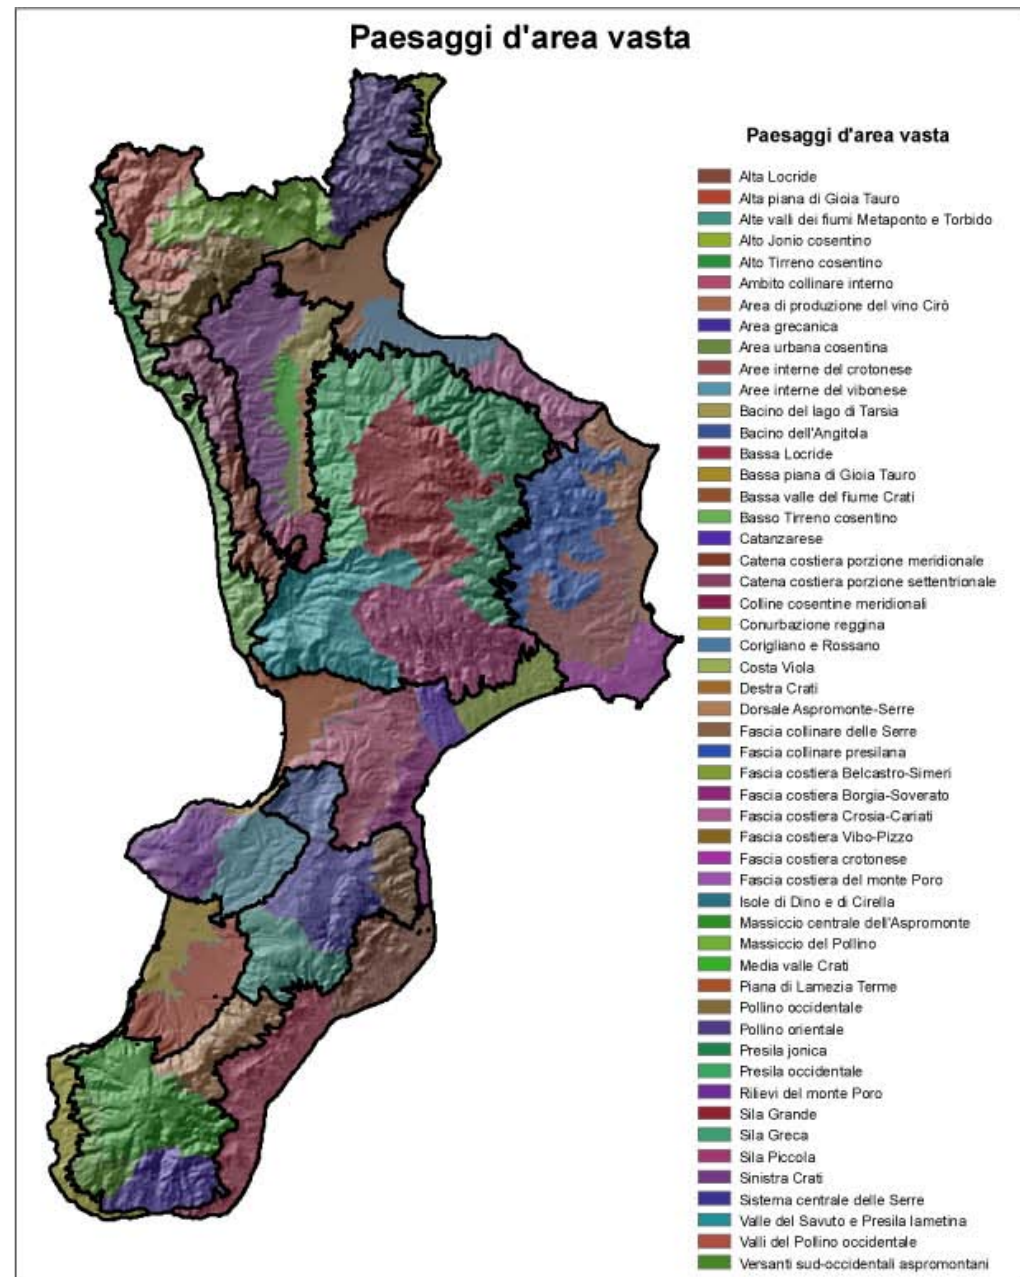 Paesaggi d'area vasta
Paesaggi d'area vasta
Alta Locride
Alta piana di Gioia Tauro
Alte valli dei fiumi Metaponto e Torbido
Alto Jonio cosentino
Alto Tirreno cosentino
Ambito collinare interno
Area di produzione del vino Cirò
Area grecanica
Area urbana cosentina
Aree interne del crotonese
Aree interne del vibonese
Bacino del lago di Tarsia
Bacino dell'Angitola
Bassa Locride
Bassa piana di Gioia Tauro
Bassa valle del fiume Crati
Basso Tirreno cosentino
Catanzarese
Catena costiera porzione meridionale
Catena costiera porzione settentrionale
Colline cosentine meridionali
Conurbazione reggina
Corigliano e Rossano
Costa Viola
Destra Crati
Dorsale Aspromonte-Serre
Fascia collinare delle Serre
Fascia collinare presilana
Fascia costiera Belcastro-Simeri
Fascia costiera Borgia-Soverato
Fascia costiera Crosia-Cariati
Fascia costiera Vibo-Pizzo
Fascia costiera crotonese
Fascia costiera del monte Poro
Isole di Dino e di Cirella
Massiccio centrale dell'Aspromonte
Massiccio del Pollino
Media valle Crati
Piana di Lamezia Terme
Pollino occidentale
Pollino orientale
Presila jonica
Presila occidentale
Rilievi del monte Poro
Sila Grande
Sila Greca
Sila Piccola
Sinistra Crati
Sistema centrale delle Serre
Valle del Savuto e Presila lametina
Valli del Pollino occidentale
Versanti sud-occidentali aspromontani